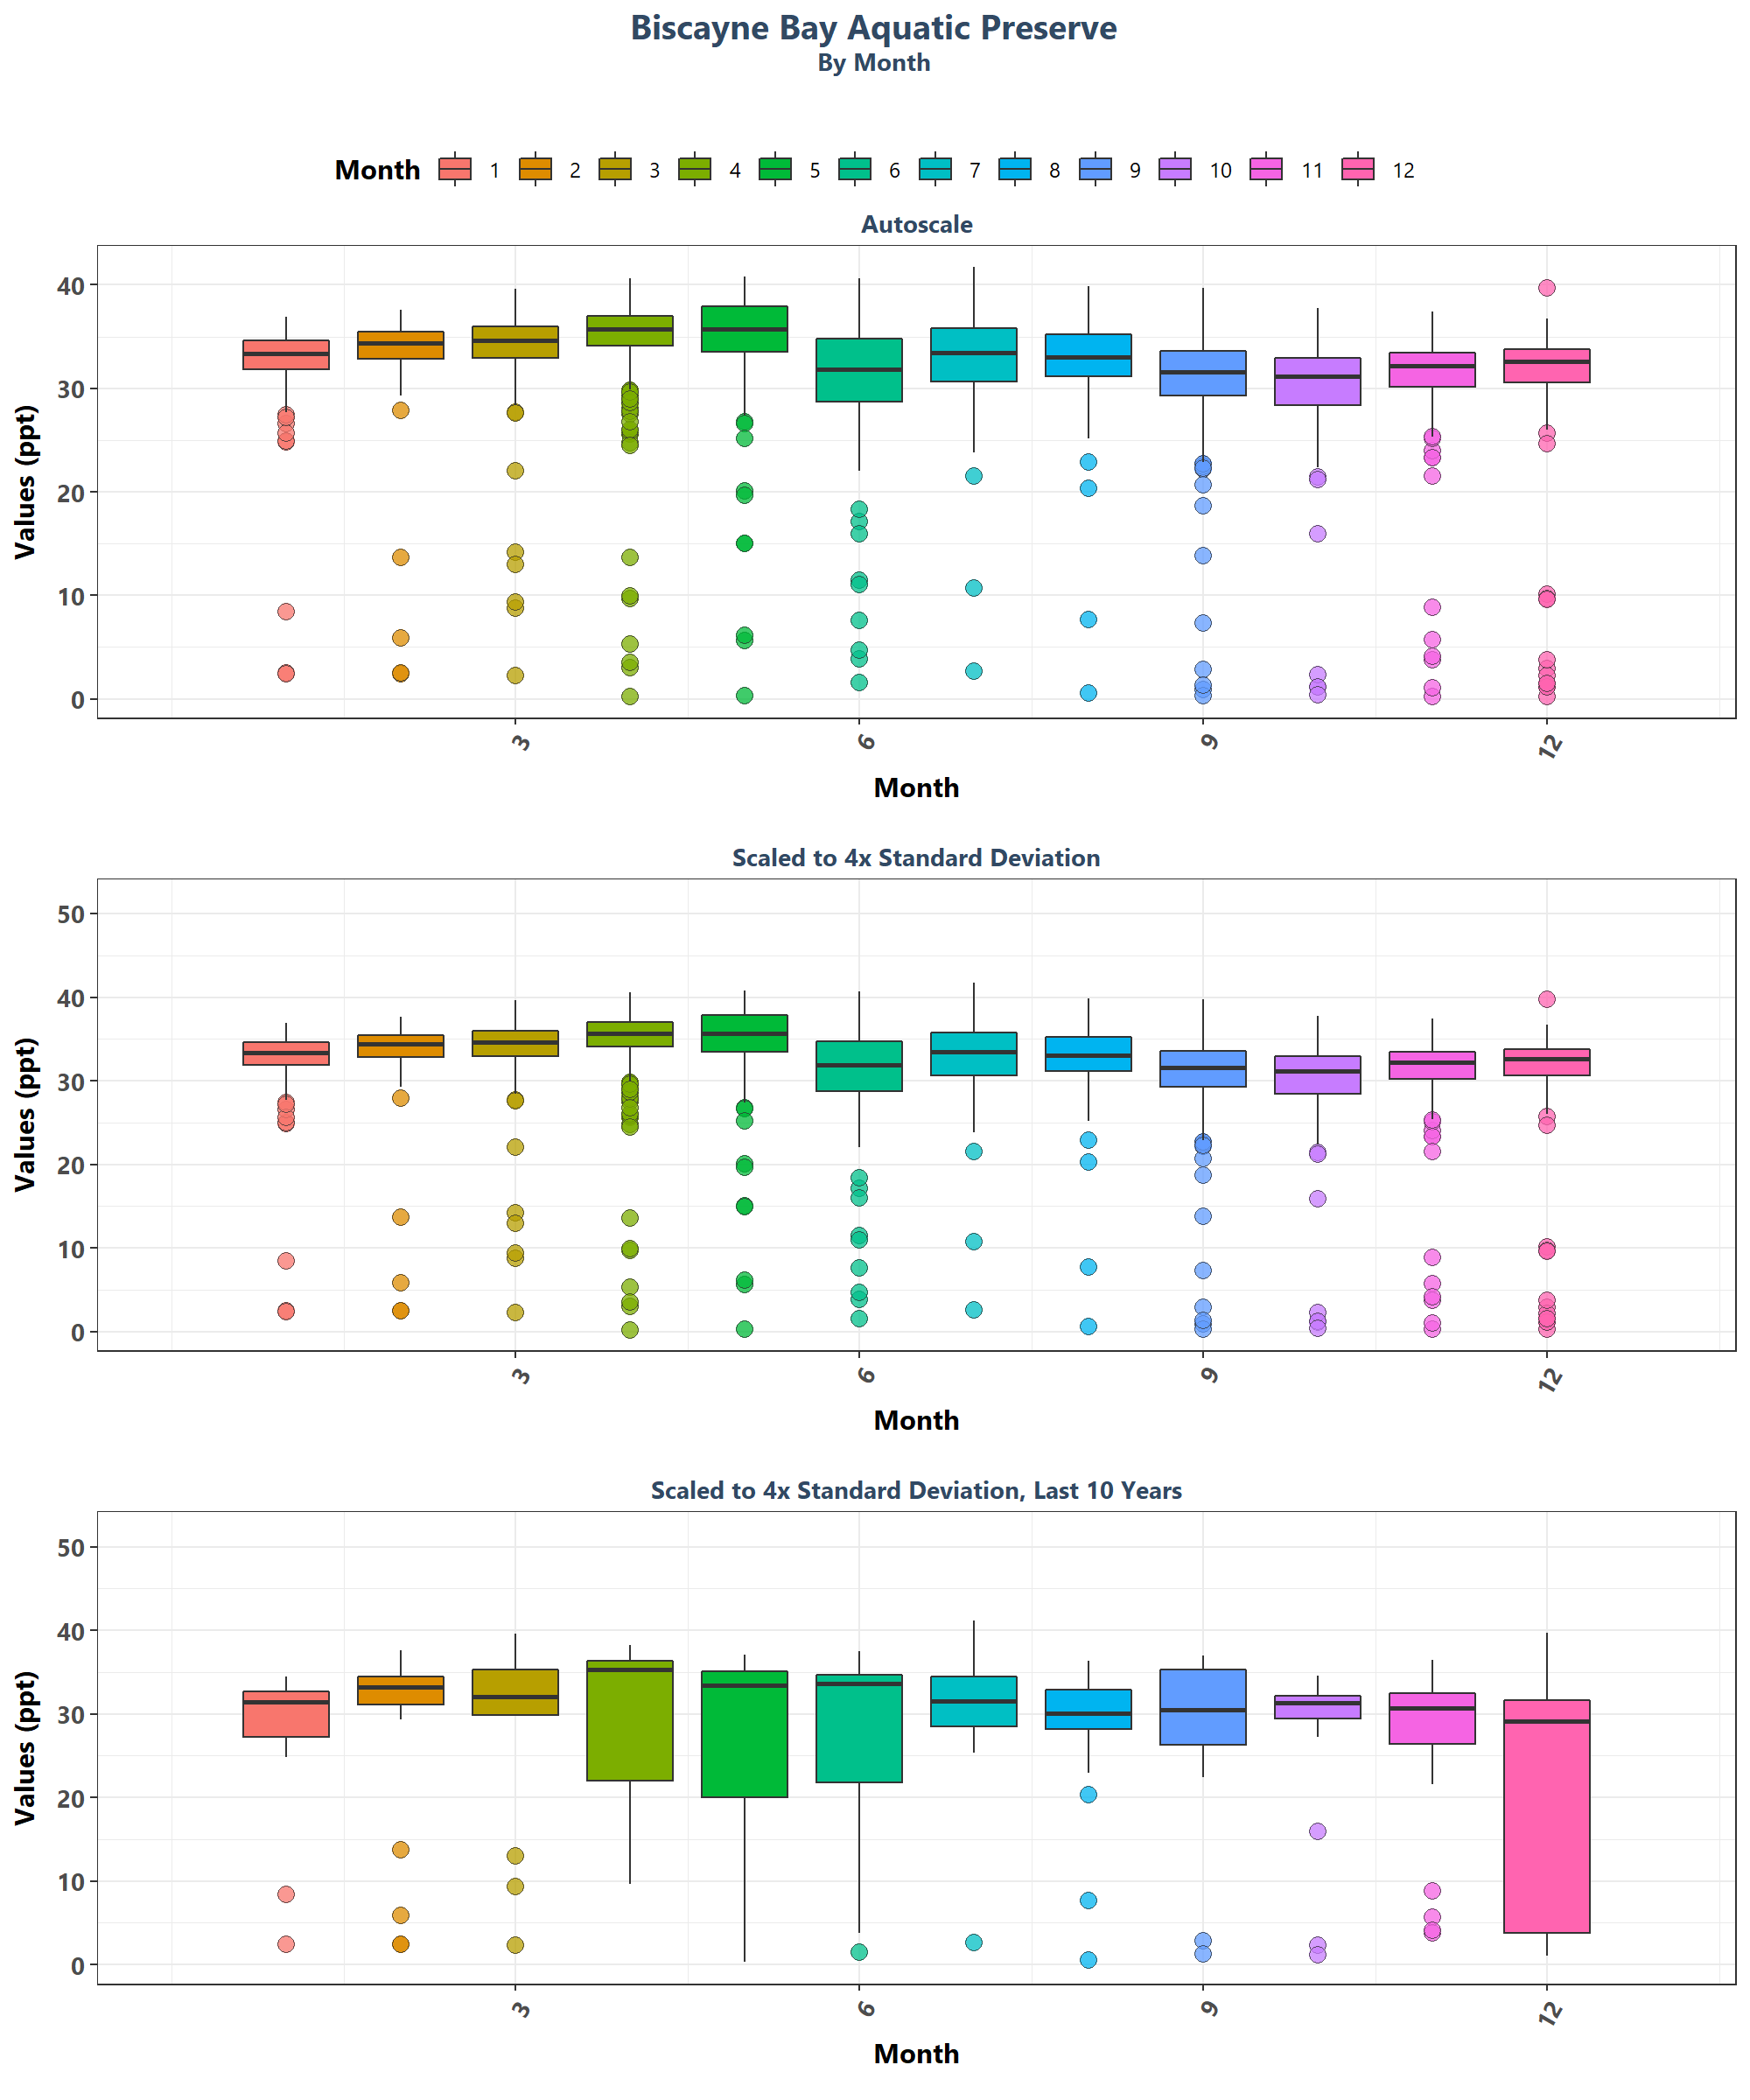 Biscayne Bay Aquatic Preserve
By Month
Month 1 2 3 4 5 6 7 8 9 10 11 12
Autoscale
Values (ppt)
40
30
20
10
0
3 6 9 12
Month
Scaled to 4x Standard Deviation
Values (ppt)
50
40
30
20
10
0
3 6 9 12
Month
Scaled to 4x Standard Deviation, Last 10 Years
Values (ppt)
50
40
30
20
10
0
3 6 9 12
Month